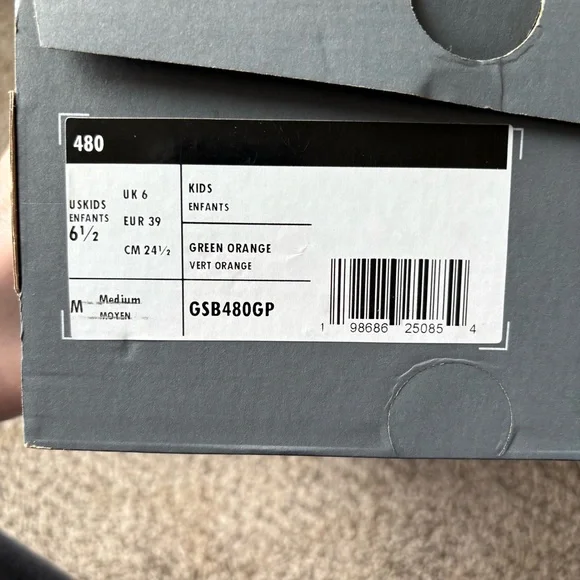 480
USKIDS
ENFANTS
6½
UK 6
EUR 39
CM 24½
KIDS
ENFANTS
GREEN ORANGE
VERT ORANGE
M Medium
MOYEN
GSB480GP
1 98686 25085 4